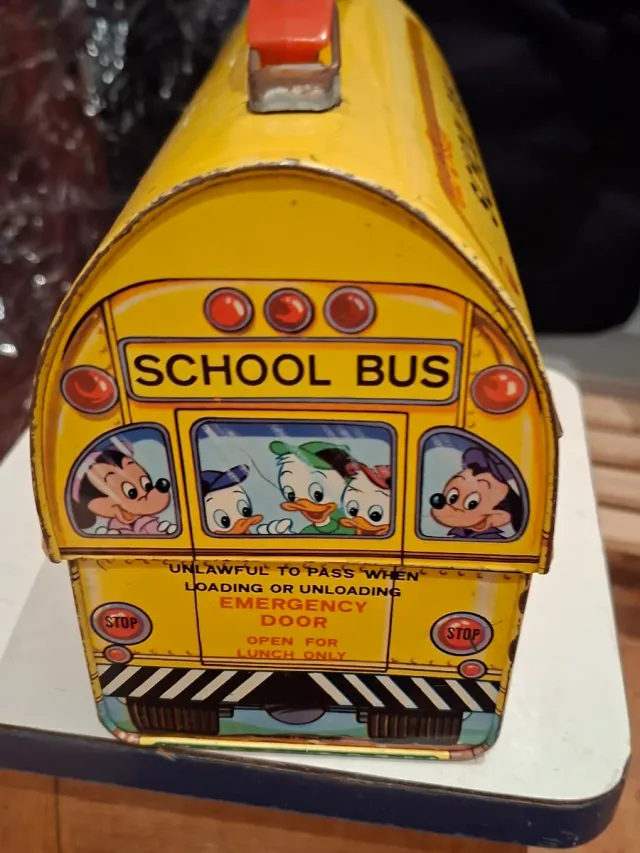 SCHOOL BUS
UNLAWFUL TO PASS WHEN
LOADING OR UNLOADING
EMERGENCY
DOOR
STOP
STOP
OPEN FOR
LUNCH ONLY